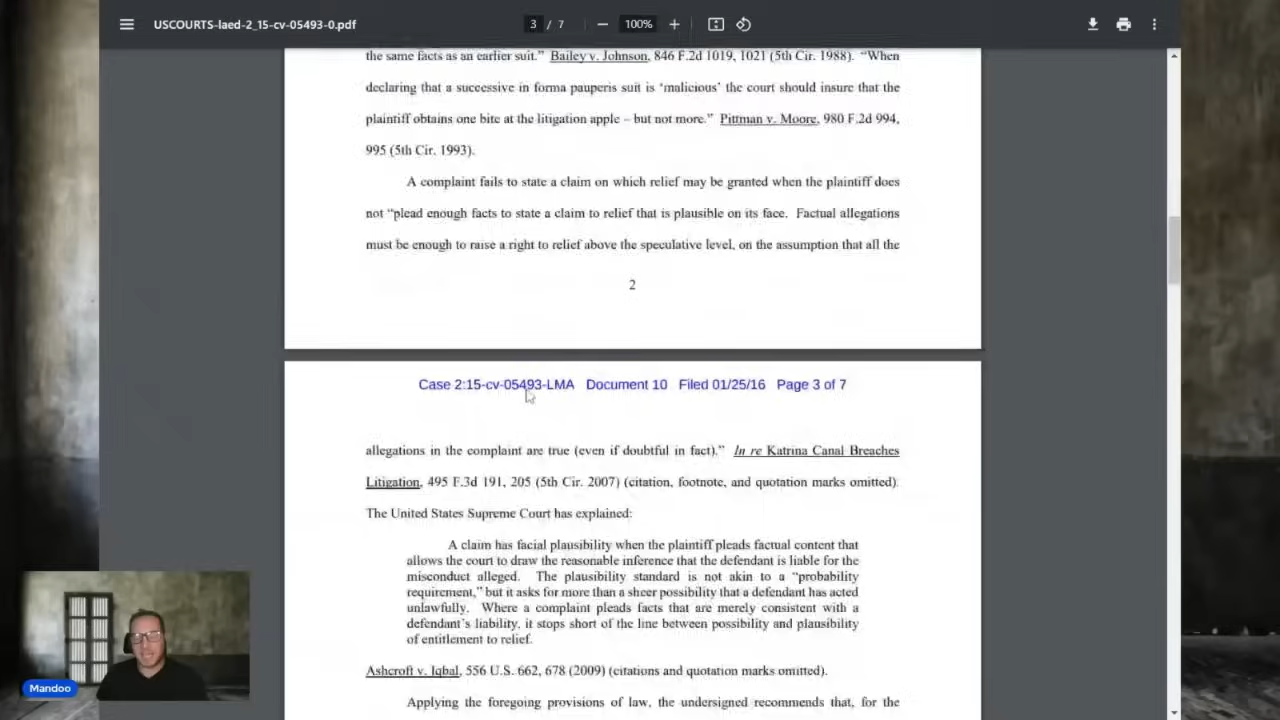 USCOURTS-laed-2_15-cv-05493-0.pdf
3 / 7
100%
the same facts as an earlier suit.” Bailey v. Johnson, 846 F.2d 1019, 1021 (5th Cir. 1988). “When
declaring that a successive in forma pauperis suit is ‘malicious’ the court should insure that the
plaintiff obtains one bite at the litigation apple – but not more.” Pittman v. Moore, 980 F.2d 994,
995 (5th Cir. 1993).
A complaint fails to state a claim on which relief may be granted when the plaintiff does
not “plead enough facts to state a claim to relief that is plausible on its face. Factual allegations
must be enough to raise a right to relief above the speculative level, on the assumption that all the
2
Case 2:15-cv-05493-LMA Document 10 Filed 01/25/16 Page 3 of 7
allegations in the complaint are true (even if doubtful in fact).” In re Katrina Canal Breaches
Litigation, 495 F.3d 191, 205 (5th Cir. 2007) (citation, footnote, and quotation marks omitted).
The United States Supreme Court has explained:
A claim has facial plausibility when the plaintiff pleads factual content that
allows the court to draw the reasonable inference that the defendant is liable for the
misconduct alleged. The plausibility standard is not akin to a “probability
requirement,” but it asks for more than a sheer possibility that a defendant has acted
unlawfully. Where a complaint pleads facts that are merely consistent with a
defendant’s liability, it stops short of the line between possibility and plausibility
of entitlement to relief.
Ashcroft v. Iqbal, 556 U.S. 662, 678 (2009) (citations and quotation marks omitted).
Applying the foregoing provisions of law, the undersigned recommends that, for the
Mandoo